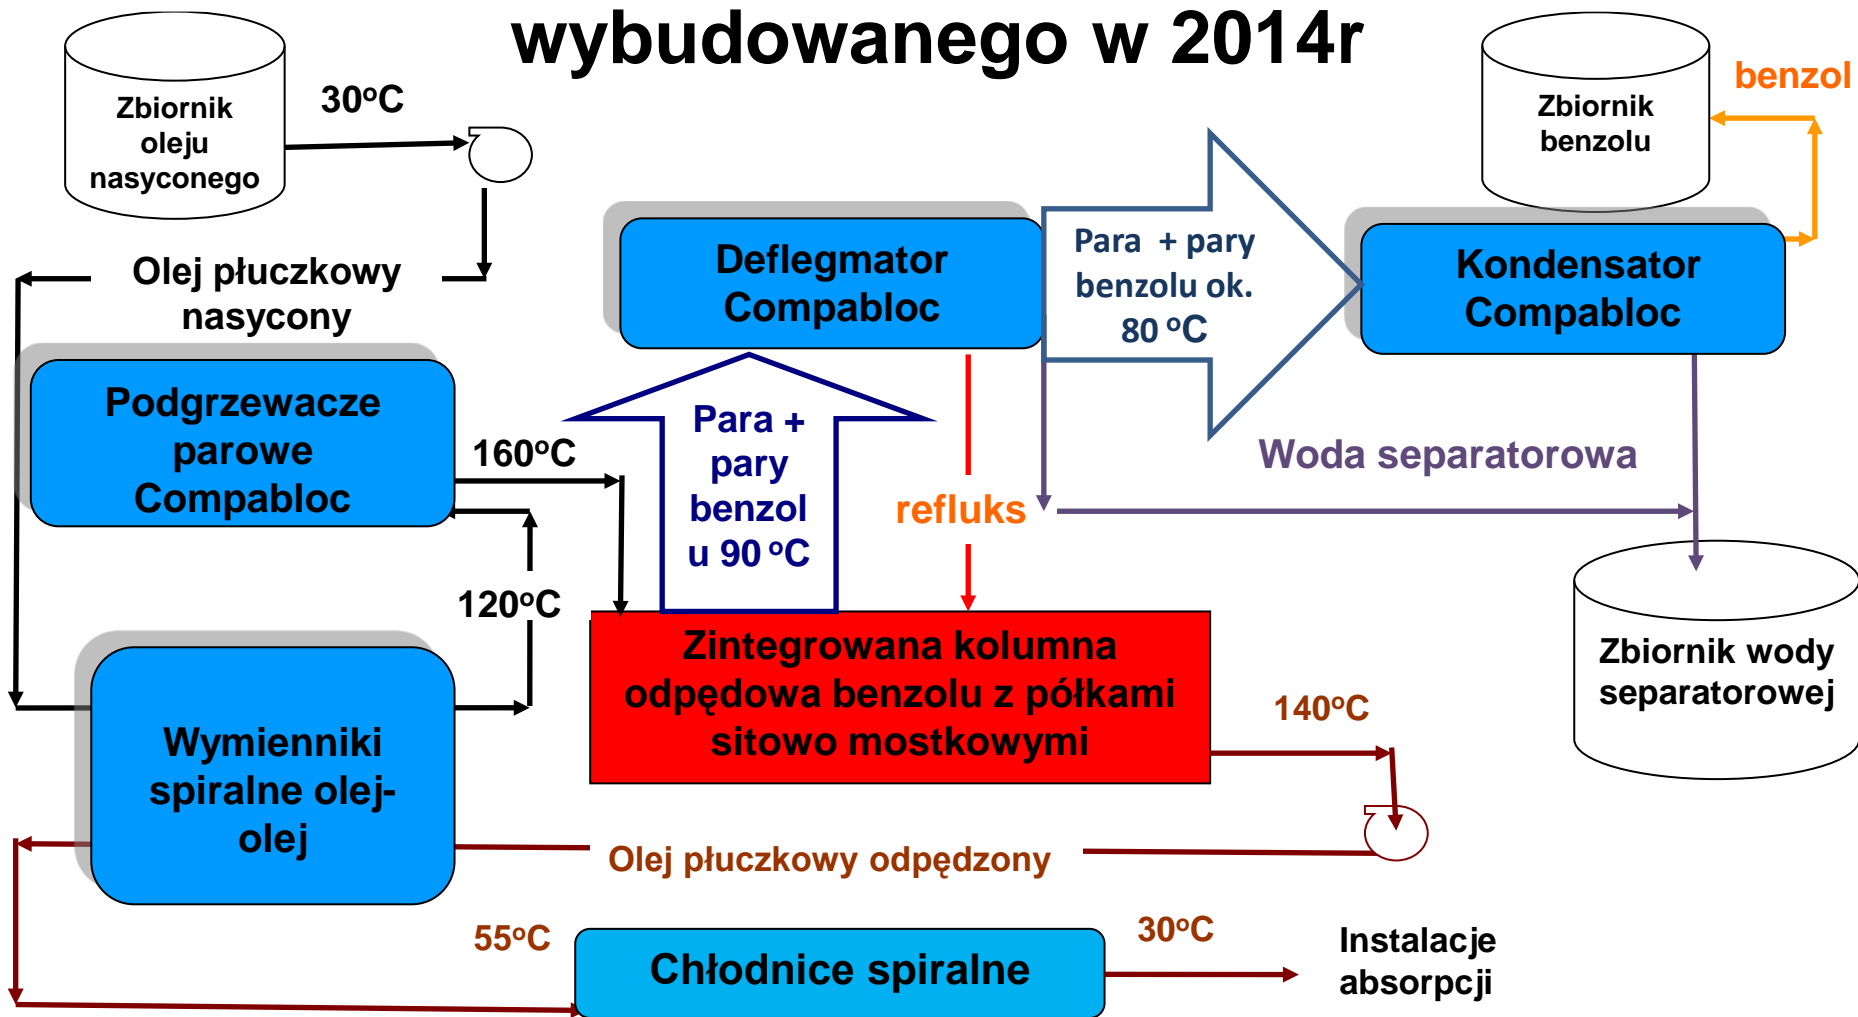 wybudowanego w 2014r
Zbiornik
oleju
nasyconego
30°C
Zbiornik
benzolu
benzol
Olej płuczkowy
nasycony
Deflegmator
Compabloc
Para + pary
benzolu ok.
80 °C
Kondensator
Compabloc
Podgrzewacze
parowe
Compabloc
160°C
Para +
pary
benzol
u 90 °C
refluks
Woda separatorowa
120°C
Zintegrowana kolumna
odpędowa benzolu z półkami
sitowo mostkowymi
Zbiornik wody
separatorowej
140°C
Wymienniki
spiralne olej-
olej
Olej płuczkowy odpędzony
55°C
Chłodnice spiralne
30°C
Instalacje
absorpcji